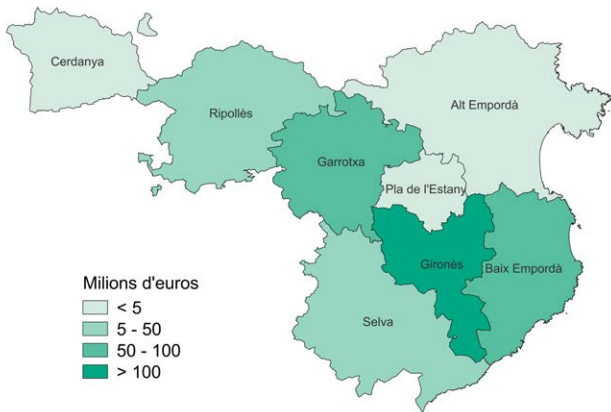 Cerdanya
Ripollès
Alt Empordà
Garrotxa
Pla de l'Estany
Gironès
Baix Empordà
Selva
Milions d'euros
< 5
5 - 50
50 - 100
> 100